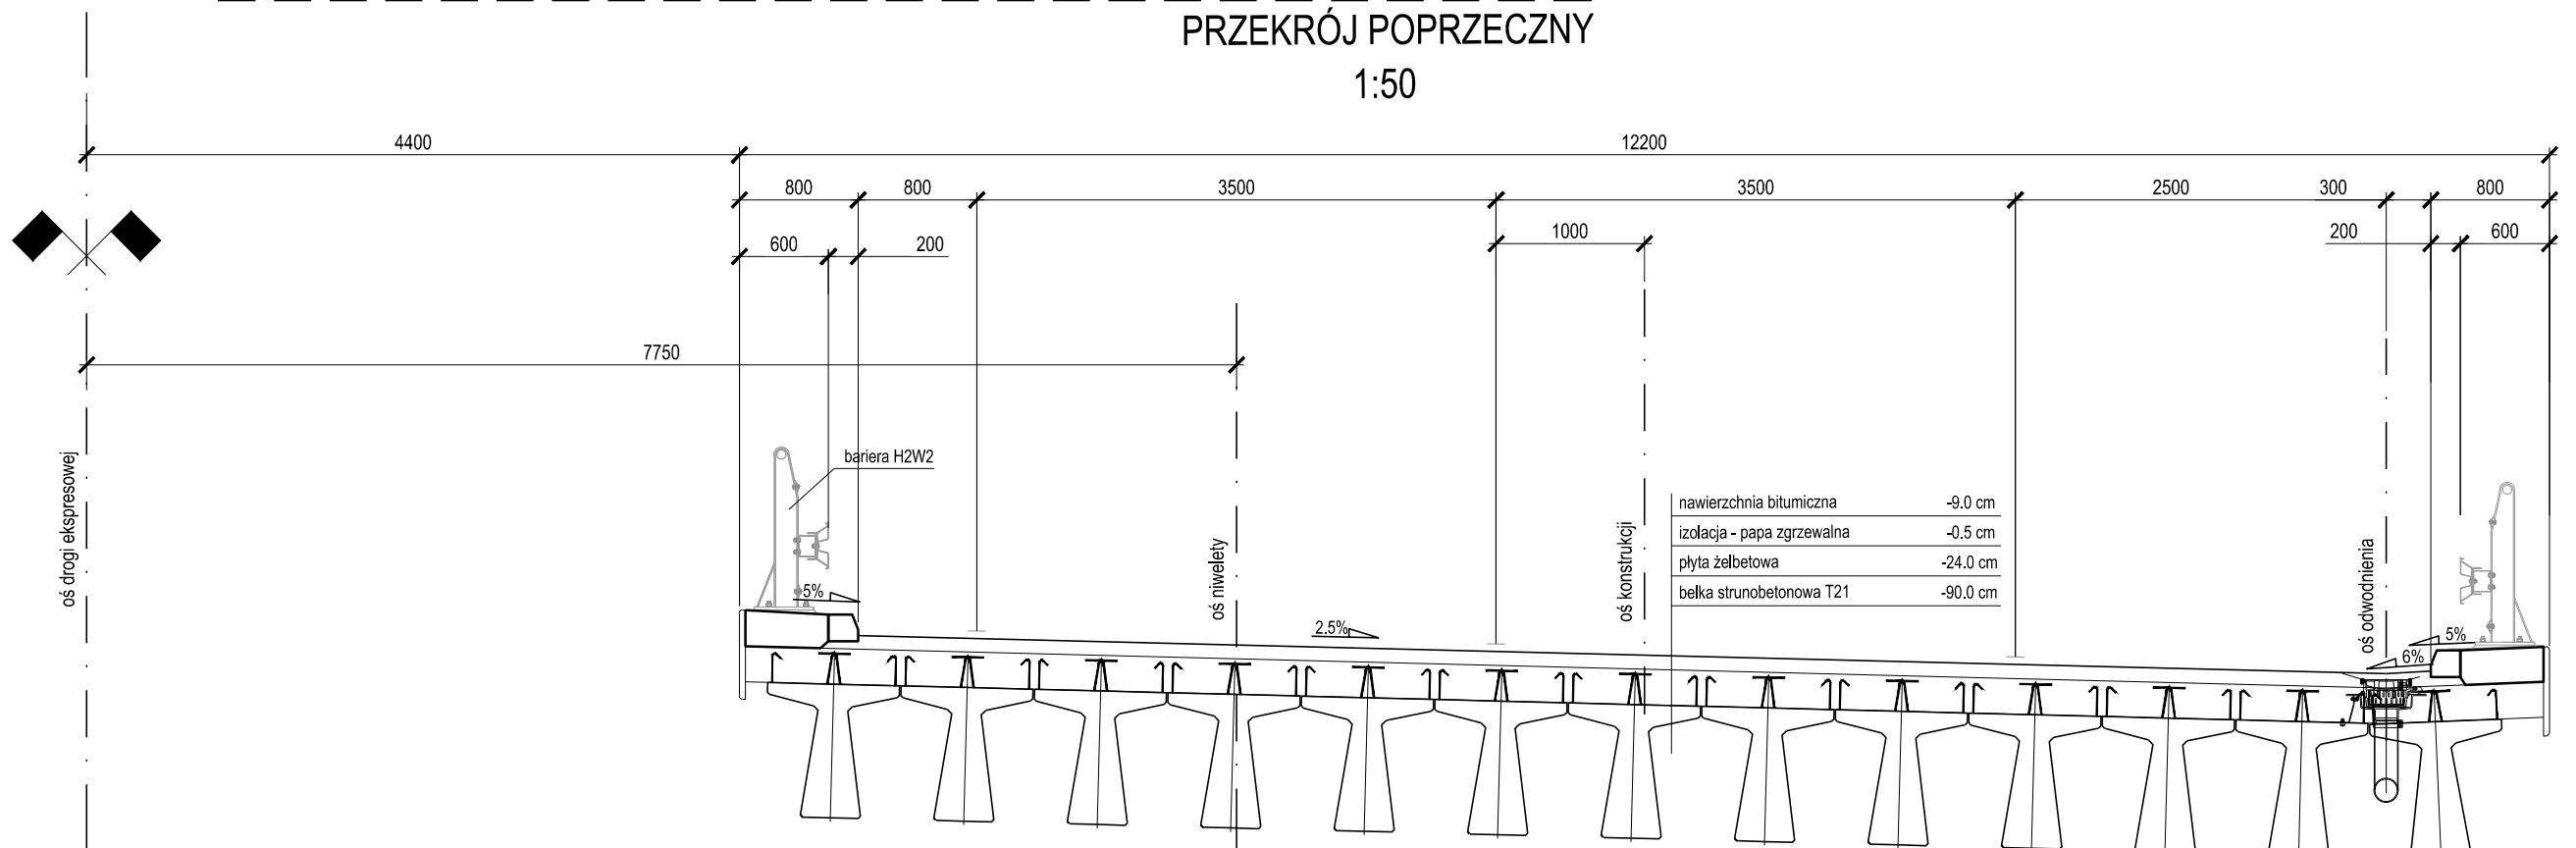 PRZEKRÓJ POPRZECZNY
1:50
4400 12200
800 800 3500 3500 2500 300 800
600 200 1000 200 600
7750
bariera H2W2
oś drogi ekspresowej
oś niwelety
oś konstrukcji
oś odwodnienia
nawierzchnia bitumiczna -9.0 cm
izolacja - papa zgrzewalna -0.5 cm
płyta żelbetowa -24.0 cm
belka strunobetonowa T21 -90.0 cm
5%
2.5%
5%
6%